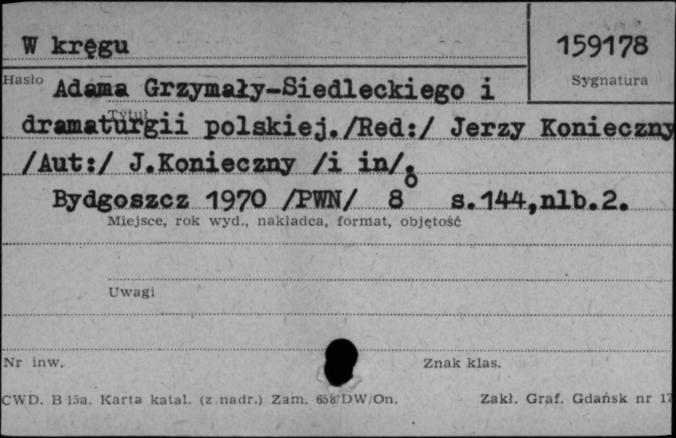 W kręgu
159178
Hasło
Sygnatura
Adama Grzymały-Siedleckiego i
Tytuł
dramaturgii polskiej./Red:/ Jerzy Konieczny
/Aut:/ J.Konieczny /i in/.
Bydgoszcz 1970 /PWN/ 8° s.144,nlb.2.
Miejsce, rok wyd., nakładca, format, objętość
Uwagi
Nr inw.
Znak klas.
CWD. B 15a. Karta katal. (z nadr.) Zam. 658/DW/On.
Zakł. Graf. Gdańsk nr 17